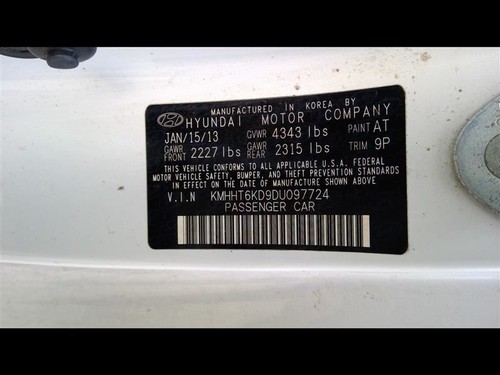 MANUFACTURED IN KOREA BY
HYUNDAI MOTOR COMPANY
JAN/15/13 GVWR 4343 lbs PAINT AT
GAWR FRONT 2227 lbs GAWR REAR 2315 lbs TRIM 9P
THIS VEHICLE CONFORMS TO ALL APPLICABLE U.S.A. FEDERAL
MOTOR VEHICLE SAFETY, BUMPER, AND THEFT PREVENTION
STANDARDS IN EFFECT ON THE DATE OF MANUFACTURE SHOWN ABOVE.
V.I.N KMHHT6KD9DU097724
PASSENGER CAR